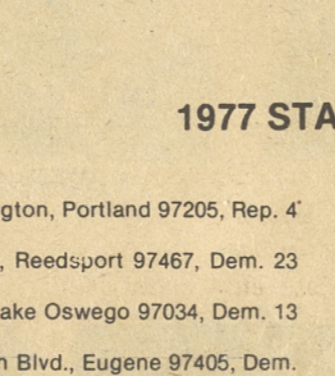 1977 STA
gton, Portland 97205, Rep. 4
, Reedsport 97467, Dem. 23
ake Oswego 97034, Dem. 13
n Blvd., Eugene 97405, Dem.